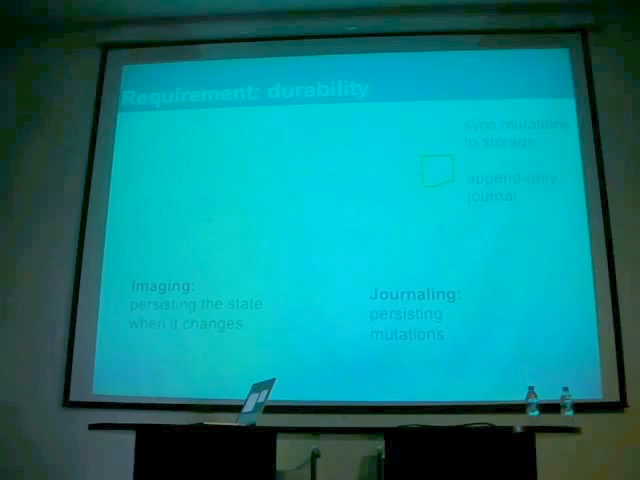 Requirement: durability
sync mutations
to storage
append-only
journal
Imaging:
persisting the state
when it changes
Journaling:
persisting
mutations